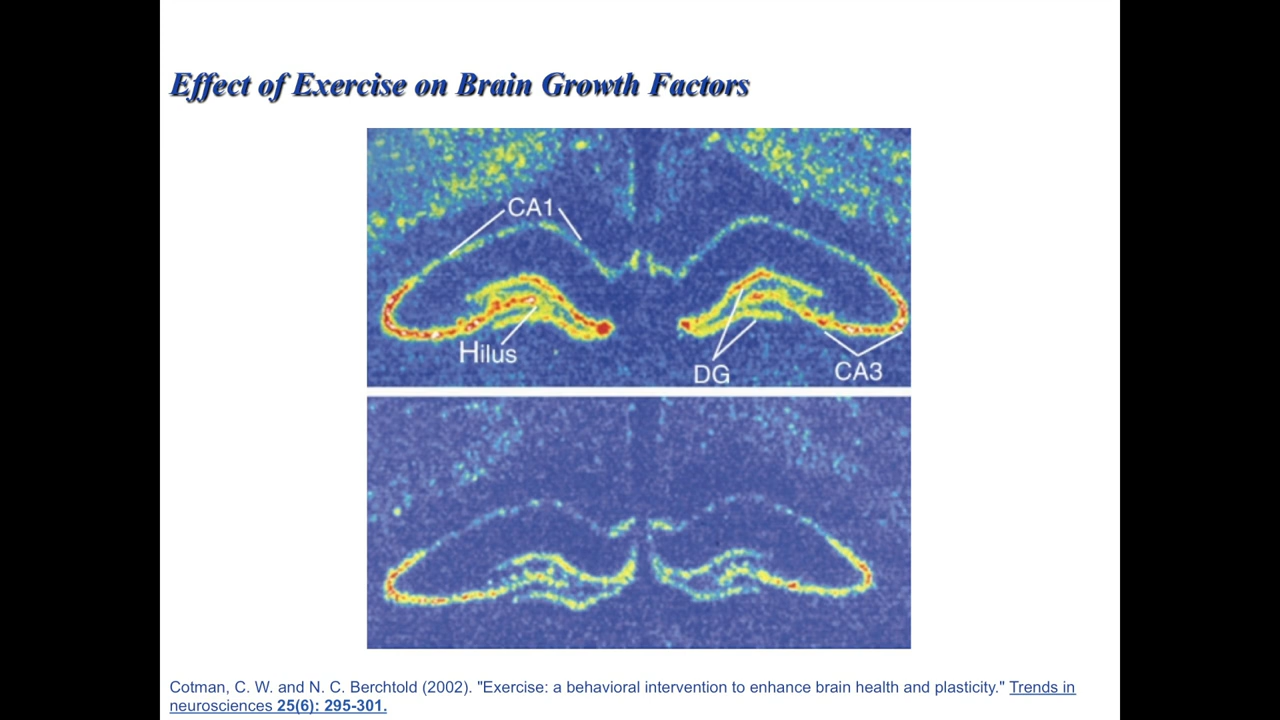 Effect of Exercise on Brain Growth Factors
CA1
Hilus
DG
CA3
Cotman, C. W. and N. C. Berchtold (2002). "Exercise: a behavioral intervention to enhance brain health and plasticity." Trends in
neurosciences 25(6): 295-301.